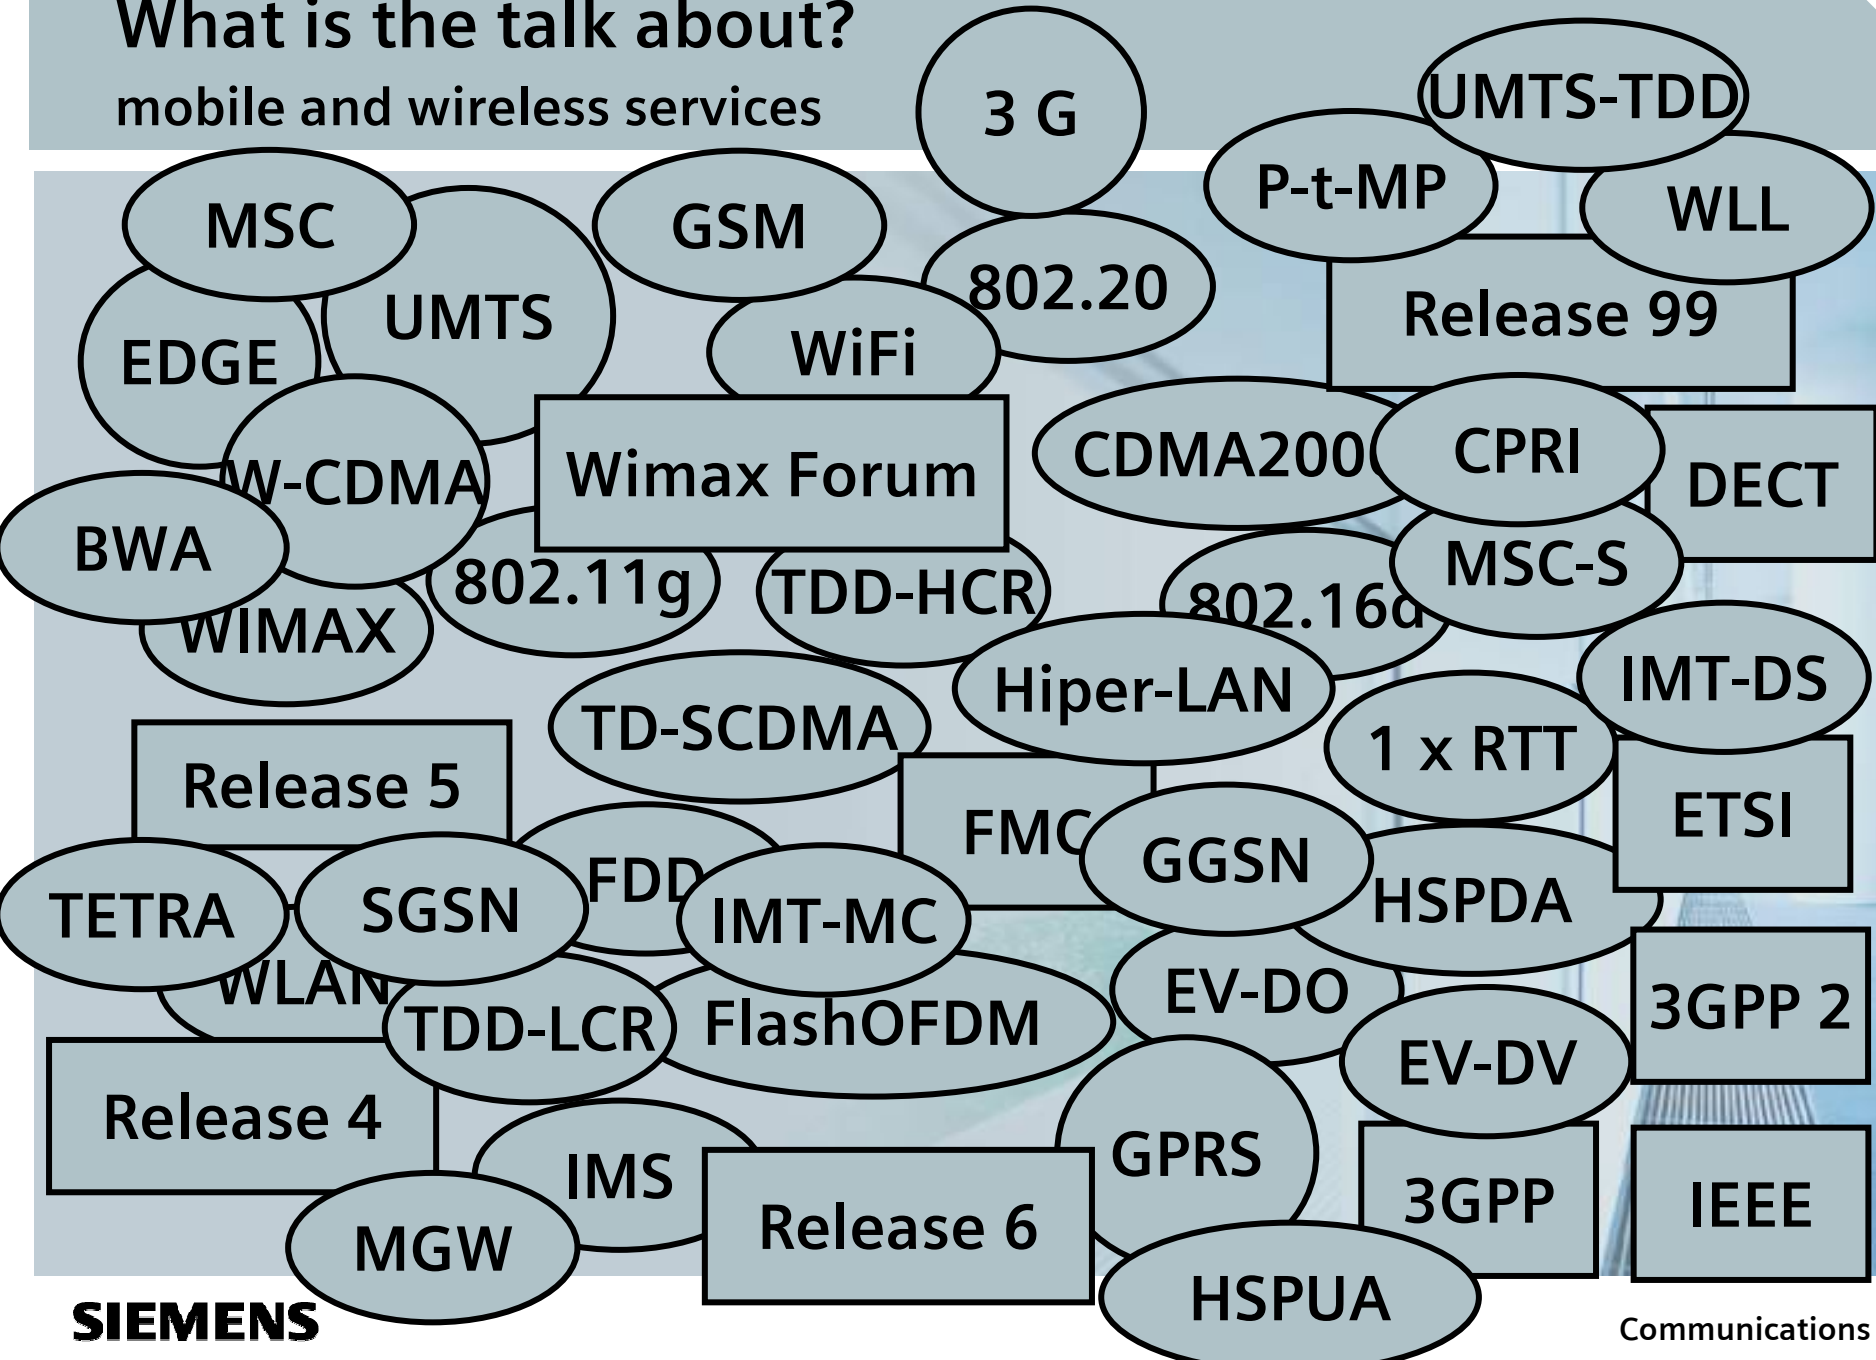 What is the talk about?
mobile and wireless services
3 G
UMTS-TDD
P-t-MP
WLL
MSC
GSM
802.20
UMTS
Release 99
EDGE
WiFi
W-CDMA
Wimax Forum
CDMA200
CPRI
DECT
BWA
802.11g
TDD-HCR
802.16d
MSC-S
WIMAX
Hiper-LAN
IMT-DS
TD-SCDMA
1 x RTT
Release 5
FMC
GGSN
ETSI
TETRA
SGSN
FDD
IMT-MC
HSPDA
WLAN
TDD-LCR
FlashOFDM
EV-DO
3GPP 2
EV-DV
Release 4
IMS
GPRS
3GPP
IEEE
MGW
Release 6
HSPUA
SIEMENS
Communications